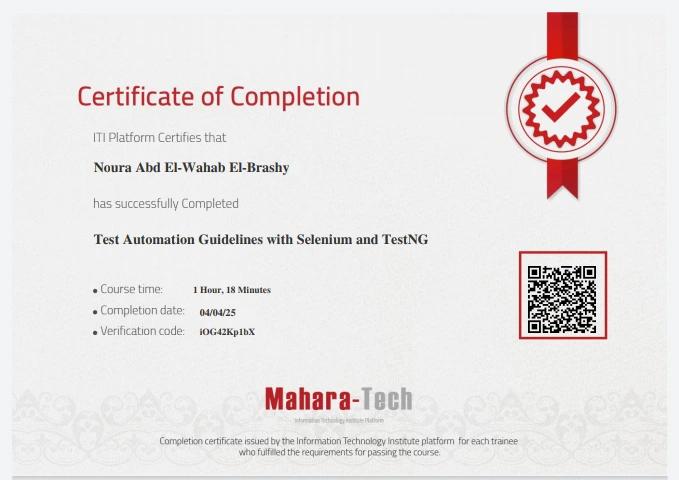 Certificate of Completion
ITI Platform Certifies that
Noura Abd El-Wahab El-Brashy
has successfully Completed
Test Automation Guidelines with Selenium and TestNG
• Course time: 1 Hour, 18 Minutes
• Completion date: 04/04/25
• Verification code: iOG42Kp1bX
Mahara-Tech
Information Technology Institute Platform
Completion certificate issued by the Information Technology Institute platform for each trainee
who fulfilled the requirements for passing the course.